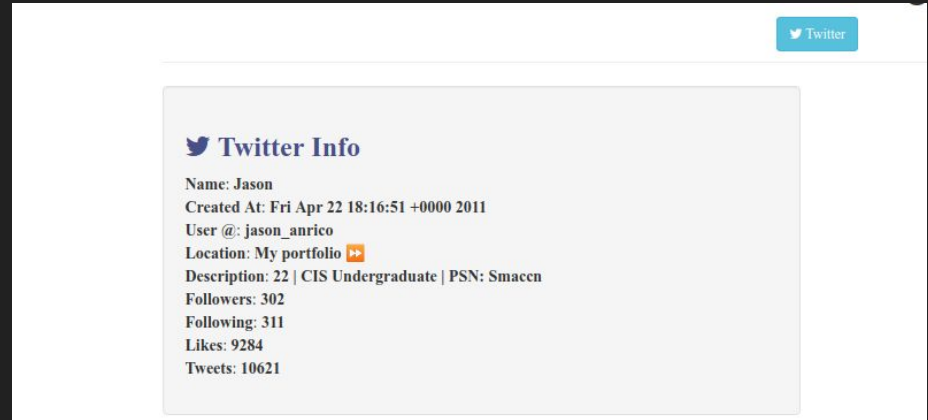 Twitter
Twitter Info
Name: Jason
Created At: Fri Apr 22 18:16:51 +0000 2011
User @: jason_anrico
Location: My portfolio ⏩
Description: 22 | CIS Undergraduate | PSN: Smaccn
Followers: 302
Following: 311
Likes: 9284
Tweets: 10621